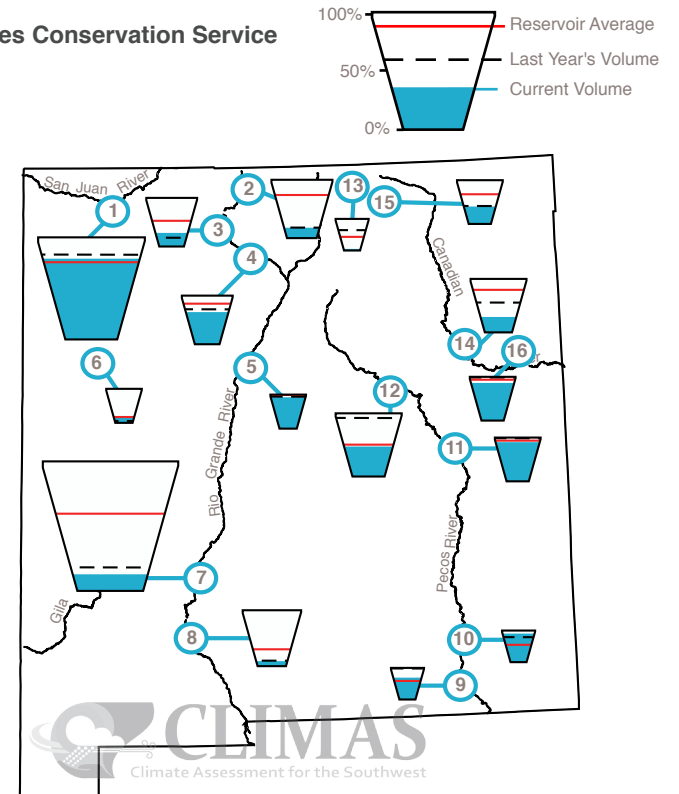 es Conservation Service
100%
Reservoir Average
Last Year's Volume
50%
Current Volume
0%
San Juan River
1
2
13
15
3
4
Canadian
14
16
er
6
5
12
Rio Grande River
11
Pecos River
7
Gila
8
10
9
CLIMAS
Climate Assessment for the Southwest